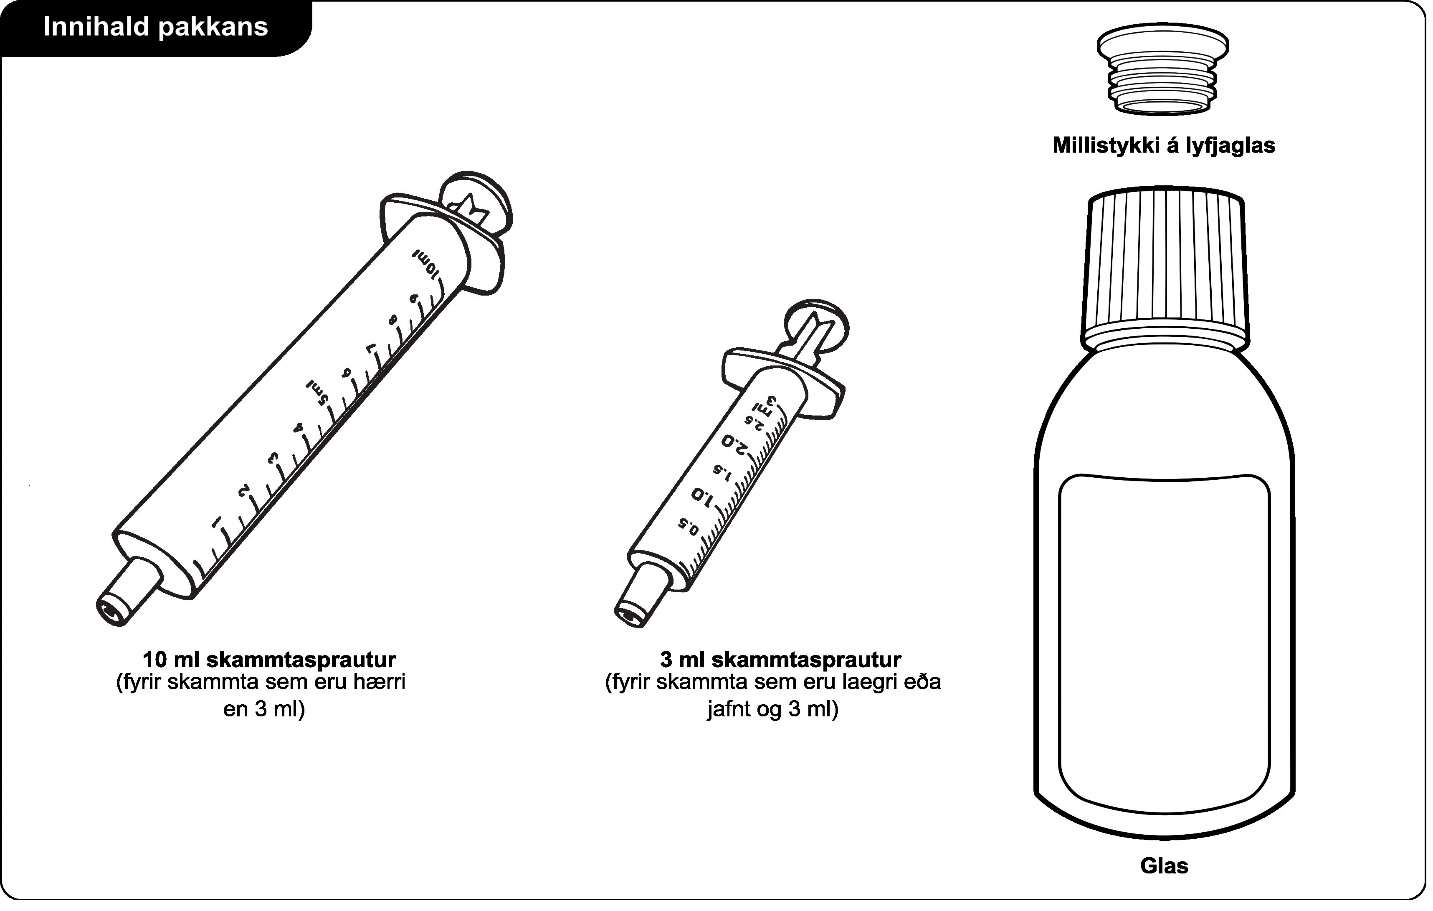 Innihald pakkans
Millistykki á lyfjaglas
10ml
9
8
7
6
5ml
4
3
2
1
3
ml
2.5
2.0
1.5
1.0
0.5
10 ml skammtasprautur
(fyrir skammta sem eru hærri
en 3 ml)
3 ml skammtasprautur
(fyrir skammta sem eru laegri eða
jafnt og 3 ml)
Glas